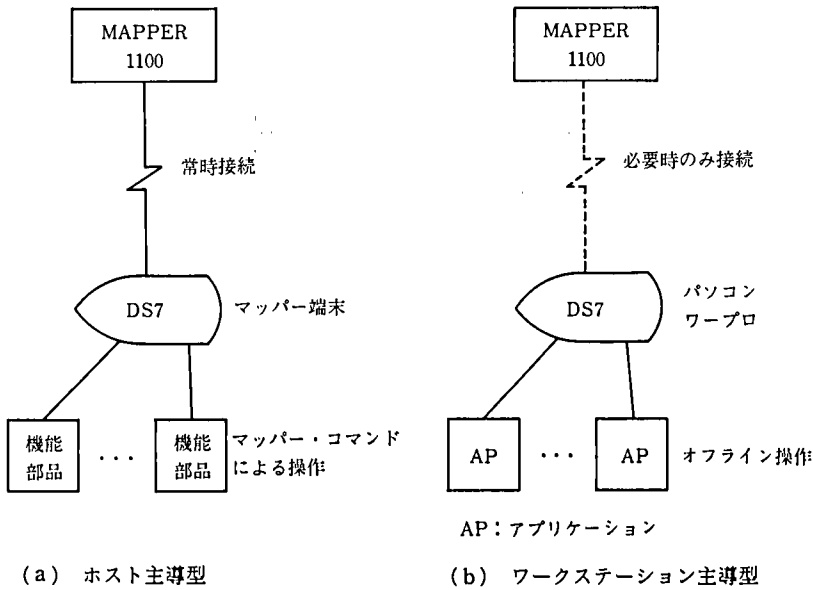 MAPPER
1100
常時接続
DS7
マッパー端末
機能
部品
...
機能
部品
マッパー・コマンド
による操作
(a) ホスト主導型
MAPPER
1100
必要時のみ接続
DS7
パソコン
ワープロ
AP
...
AP
オフライン操作
AP：アプリケーション
(b) ワークステーション主導型